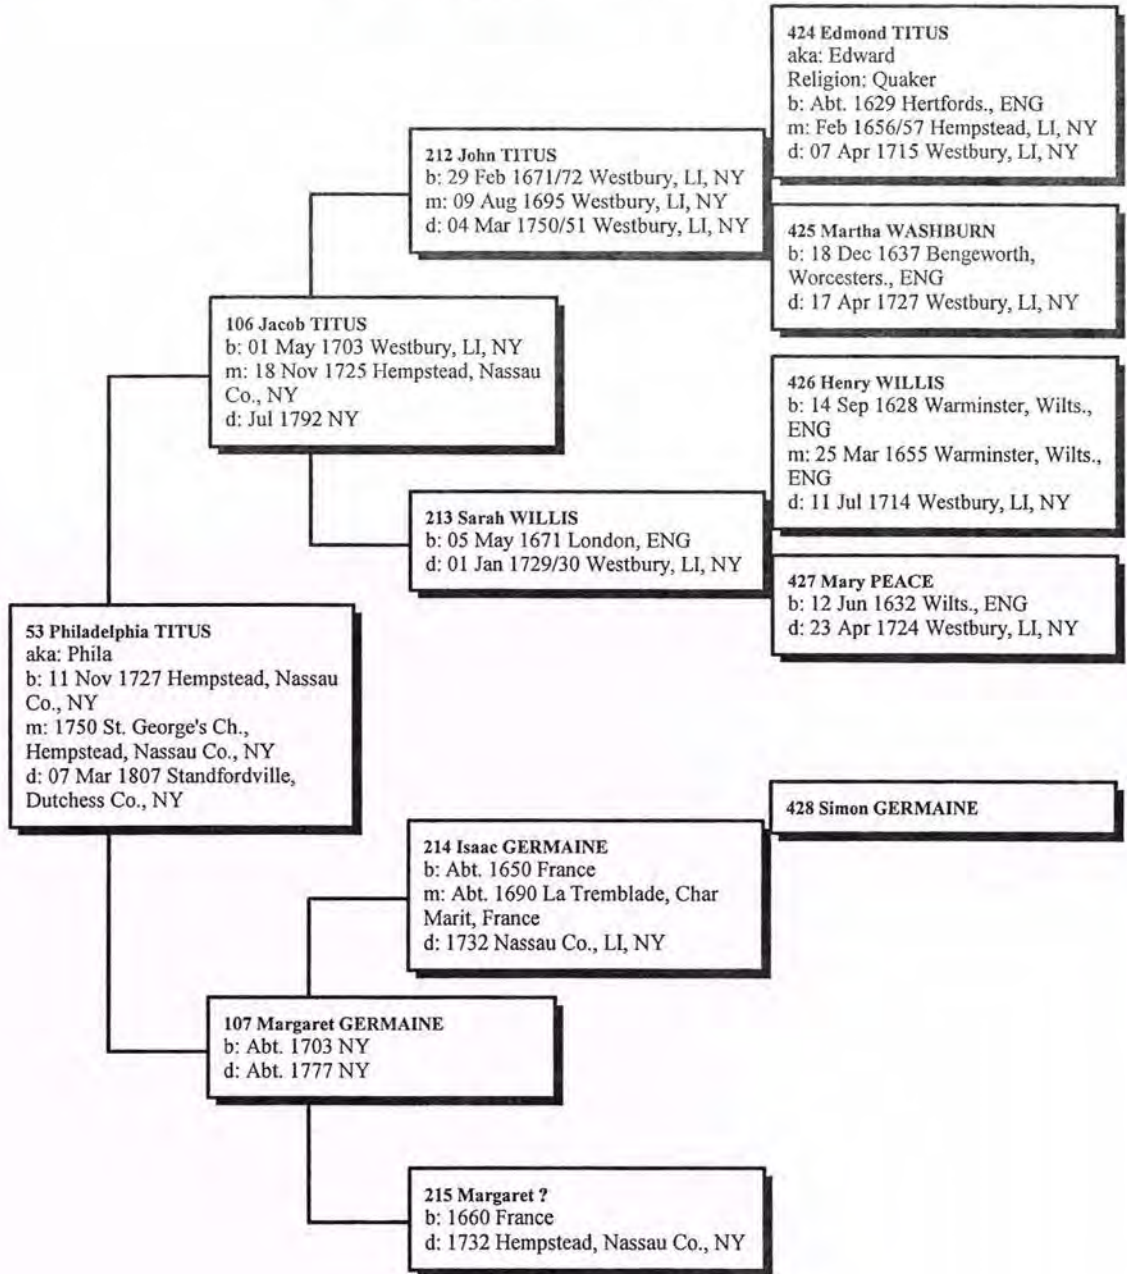 424 Edmond TITUS
aka: Edward
Religion: Quaker
b: Abt. 1629 Hertfords., ENG
m: Feb 1656/57 Hempstead, LI, NY
d: 07 Apr 1715 Westbury, LI, NY
212 John TITUS
b: 29 Feb 1671/72 Westbury, LI, NY
m: 09 Aug 1695 Westbury, LI, NY
d: 04 Mar 1750/51 Westbury, LI, NY
425 Martha WASHBURN
b: 18 Dec 1637 Bengeworth,
Worcesters., ENG
d: 17 Apr 1727 Westbury, LI, NY
106 Jacob TITUS
b: 01 May 1703 Westbury, LI, NY
m: 18 Nov 1725 Hempstead, Nassau
Co., NY
d: Jul 1792 NY
426 Henry WILLIS
b: 14 Sep 1628 Warminster, Wilts.,
ENG
m: 25 Mar 1655 Warminster, Wilts.,
ENG
d: 11 Jul 1714 Westbury, LI, NY
213 Sarah WILLIS
b: 05 May 1671 London, ENG
d: 01 Jan 1729/30 Westbury, LI, NY
427 Mary PEACE
b: 12 Jun 1632 Wilts., ENG
d: 23 Apr 1724 Westbury, LI, NY
53 Philadelphia TITUS
aka: Phila
b: 11 Nov 1727 Hempstead, Nassau
Co., NY
m: 1750 St. George's Ch.,
Hempstead, Nassau Co., NY
d: 07 Mar 1807 Standfordville,
Dutchess Co., NY
428 Simon GERMAINE
214 Isaac GERMAINE
b: Abt. 1650 France
m: Abt. 1690 La Tremblade, Char
Marit, France
d: 1732 Nassau Co., LI, NY
107 Margaret GERMAINE
b: Abt. 1703 NY
d: Abt. 1777 NY
215 Margaret ?
b: 1660 France
d: 1732 Hempstead, Nassau Co., NY